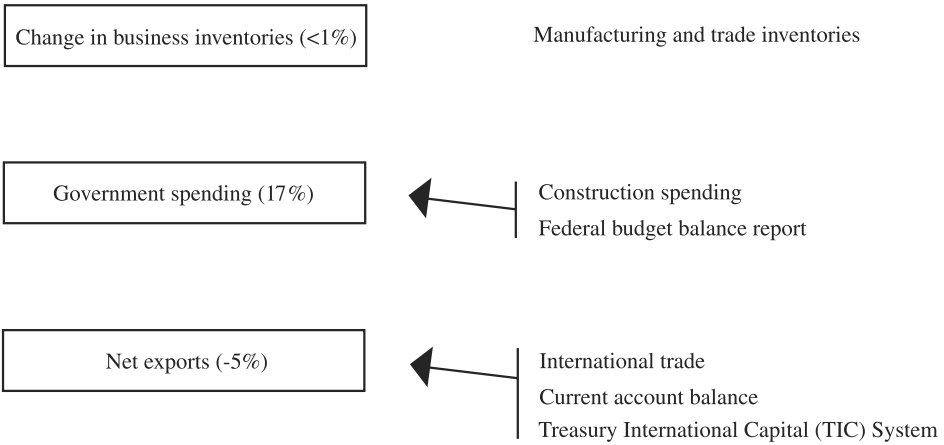 Change in business inventories (<1%)
Manufacturing and trade inventories
Government spending (17%)
Construction spending
Federal budget balance report
Net exports (-5%)
International trade
Current account balance
Treasury International Capital (TIC) System